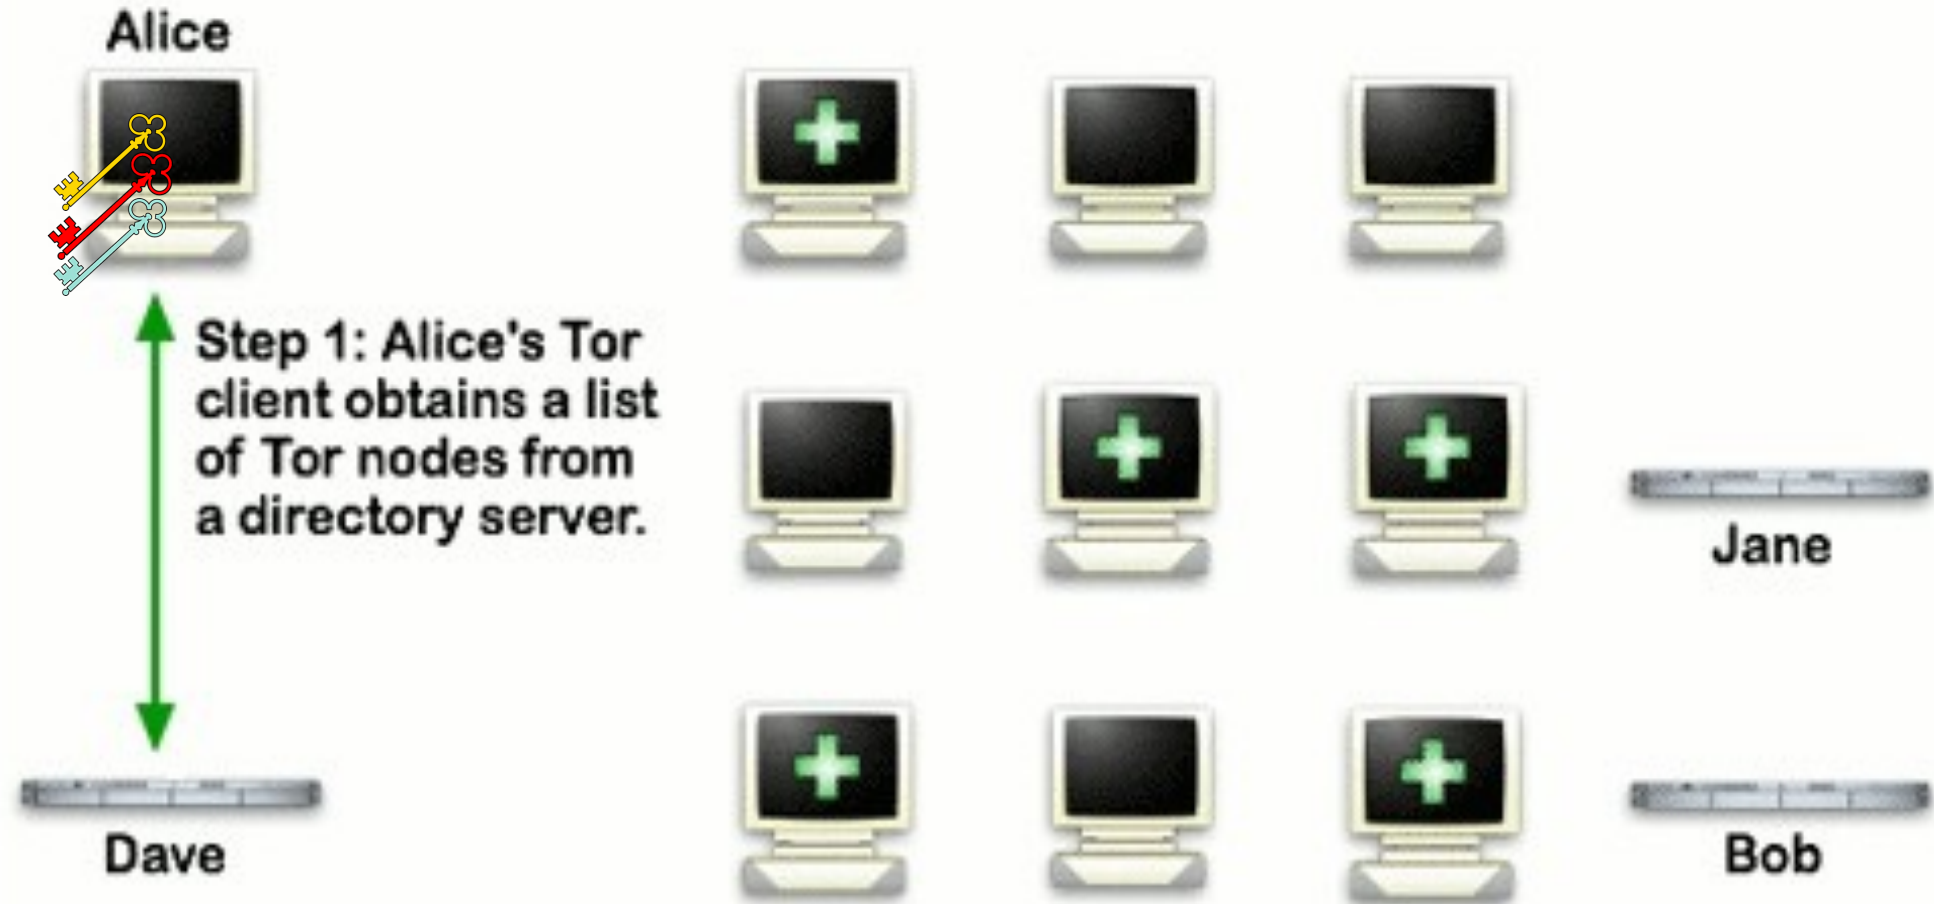 Alice
Step 1: Alice's Tor
client obtains a list
of Tor nodes from
a directory server.
Jane
Dave
Bob